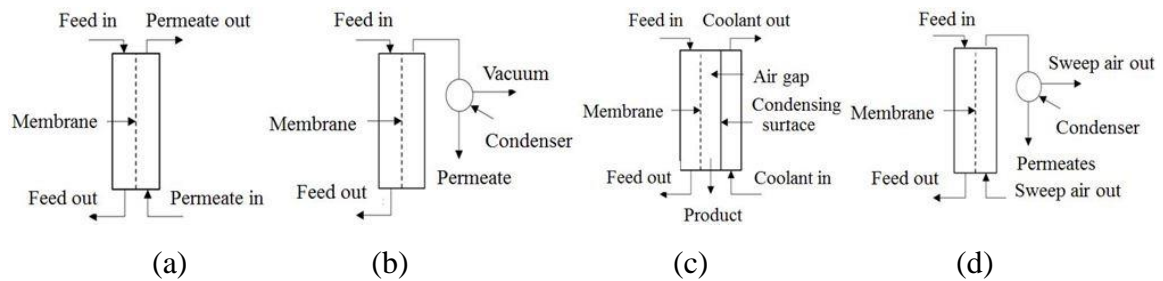 Feed in
Permeate out
Membrane
Feed out
Permeate in
(a)
Feed in
Vacuum
Membrane
Condenser
Permeate
Feed out
(b)
Feed in
Coolant out
Air gap
Membrane
Condensing
surface
Feed out
Coolant in
Product
(c)
Feed in
Sweep air out
Membrane
Condenser
Permeates
Feed out
Sweep air out
(d)